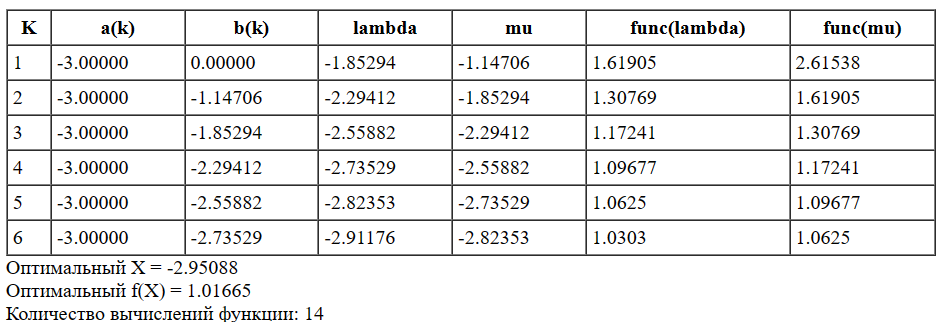 K a(k) b(k) lambda mu func(lambda) func(mu)
1 -3.00000 0.00000 -1.85294 -1.14706 1.61905 2.61538
2 -3.00000 -1.14706 -2.29412 -1.85294 1.30769 1.61905
3 -3.00000 -1.85294 -2.55882 -2.29412 1.17241 1.30769
4 -3.00000 -2.29412 -2.73529 -2.55882 1.09677 1.17241
5 -3.00000 -2.55882 -2.82353 -2.73529 1.0625 1.09677
6 -3.00000 -2.73529 -2.91176 -2.82353 1.0303 1.0625
Оптимальный X = -2.95088
Оптимальный f(X) = 1.01665
Количество вычислений функции: 14